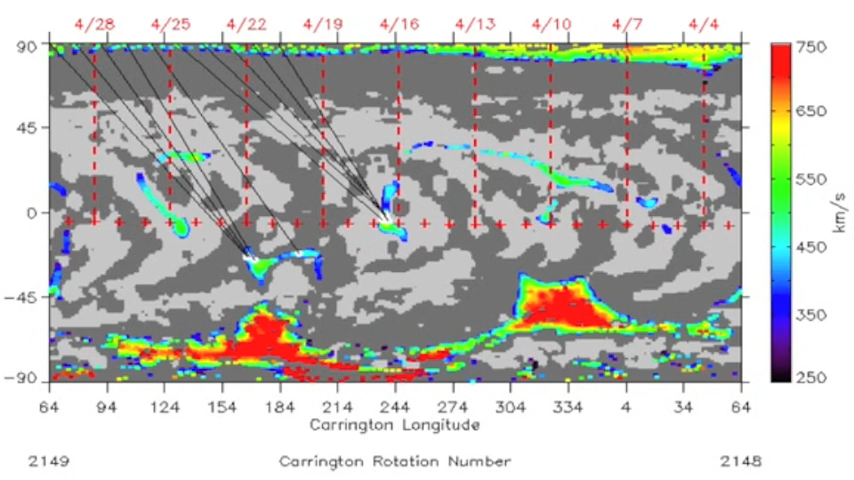 4/28 4/25 4/22 4/19 4/16 4/13 4/10 4/7 4/4
90 750
650
45
550
0
km/s
450
-45
350
-90 250
64 94 124 154 184 214 244 274 304 334 4 34 64
Carrington Longitude
2149 Carrington Rotation Number 2148